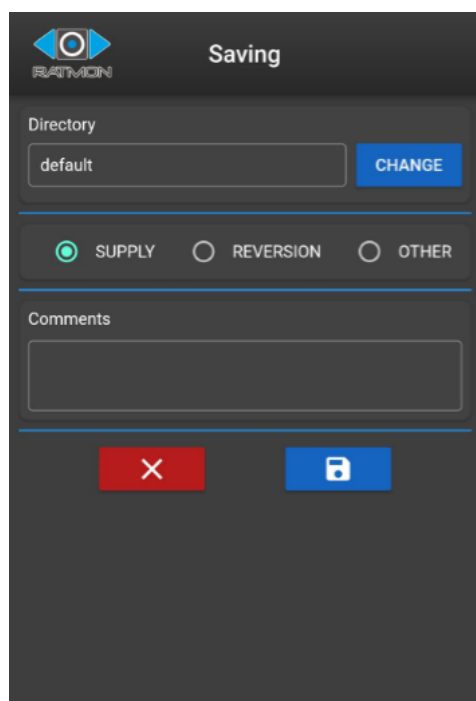 RATMON
Saving
Directory
default
CHANGE
SUPPLY REVERSION OTHER
Comments